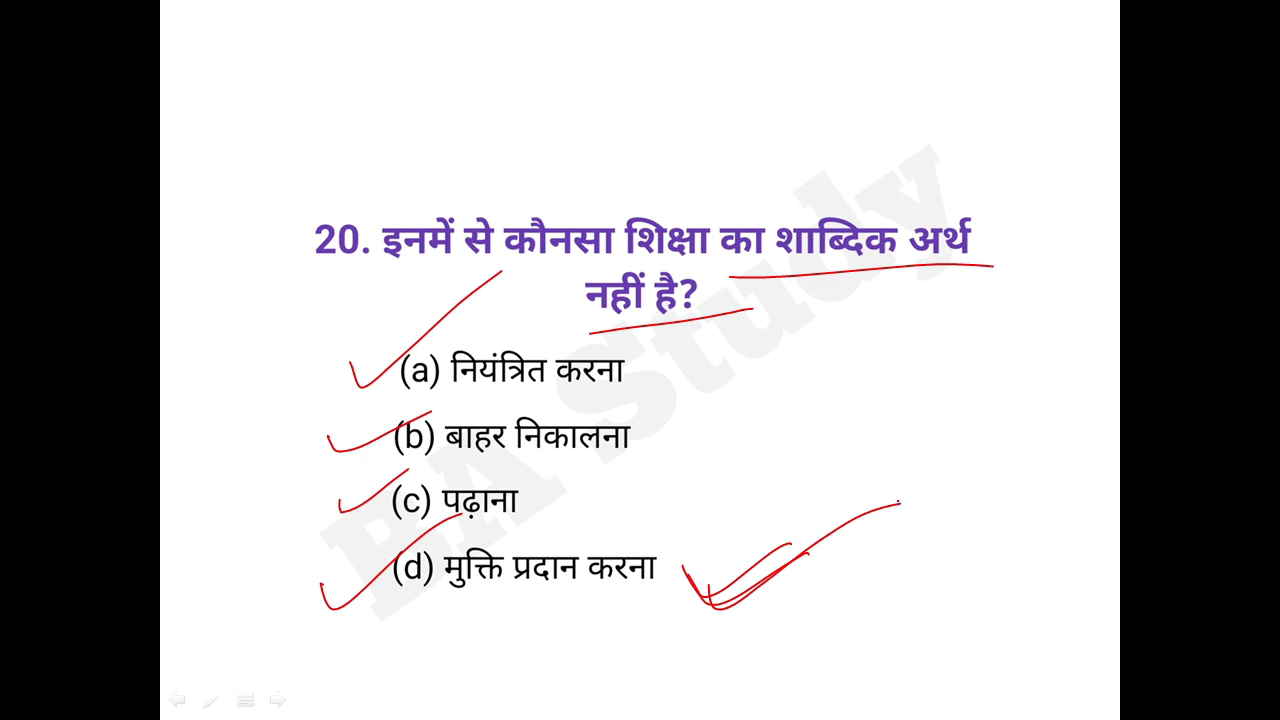 20. इनमें से कौनसा शिक्षा का शाब्दिक अर्थ
नहीं है?
(a) नियंत्रित करना
(b) बाहर निकालना
(c) पढ़ाना
(d) मुक्ति प्रदान करना
BA Study